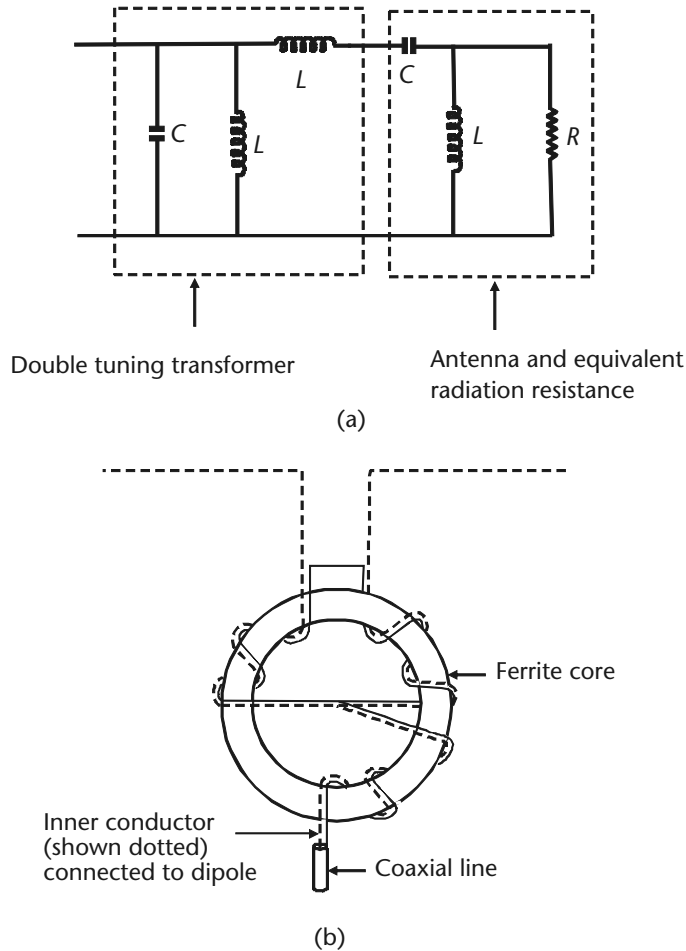 L
C
C
L
L
R
Double tuning transformer
Antenna and equivalent
radiation resistance
(a)
Ferrite core
Inner conductor
(shown dotted)
connected to dipole
Coaxial line
(b)